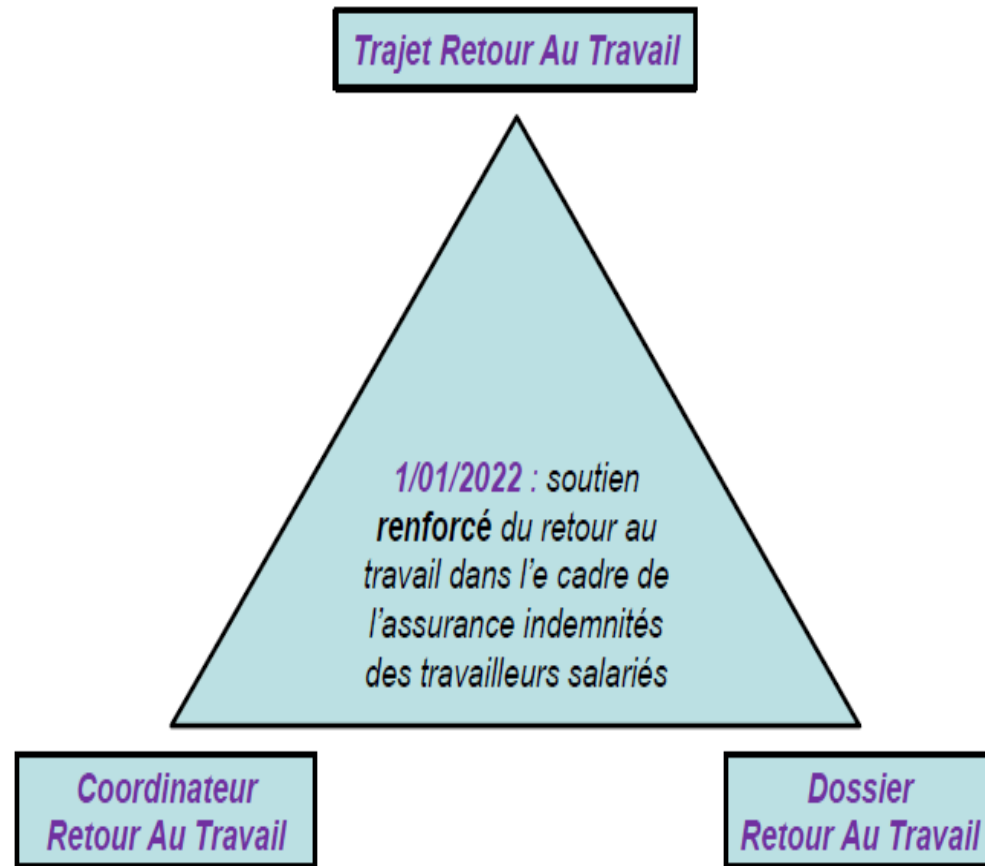 Trajet Retour Au Travail
1/01/2022 : soutien
renforcé du retour au
travail dans l'e cadre de
l'assurance indemnités
des travailleurs salariés
Coordinateur
Retour Au Travail
Dossier
Retour Au Travail